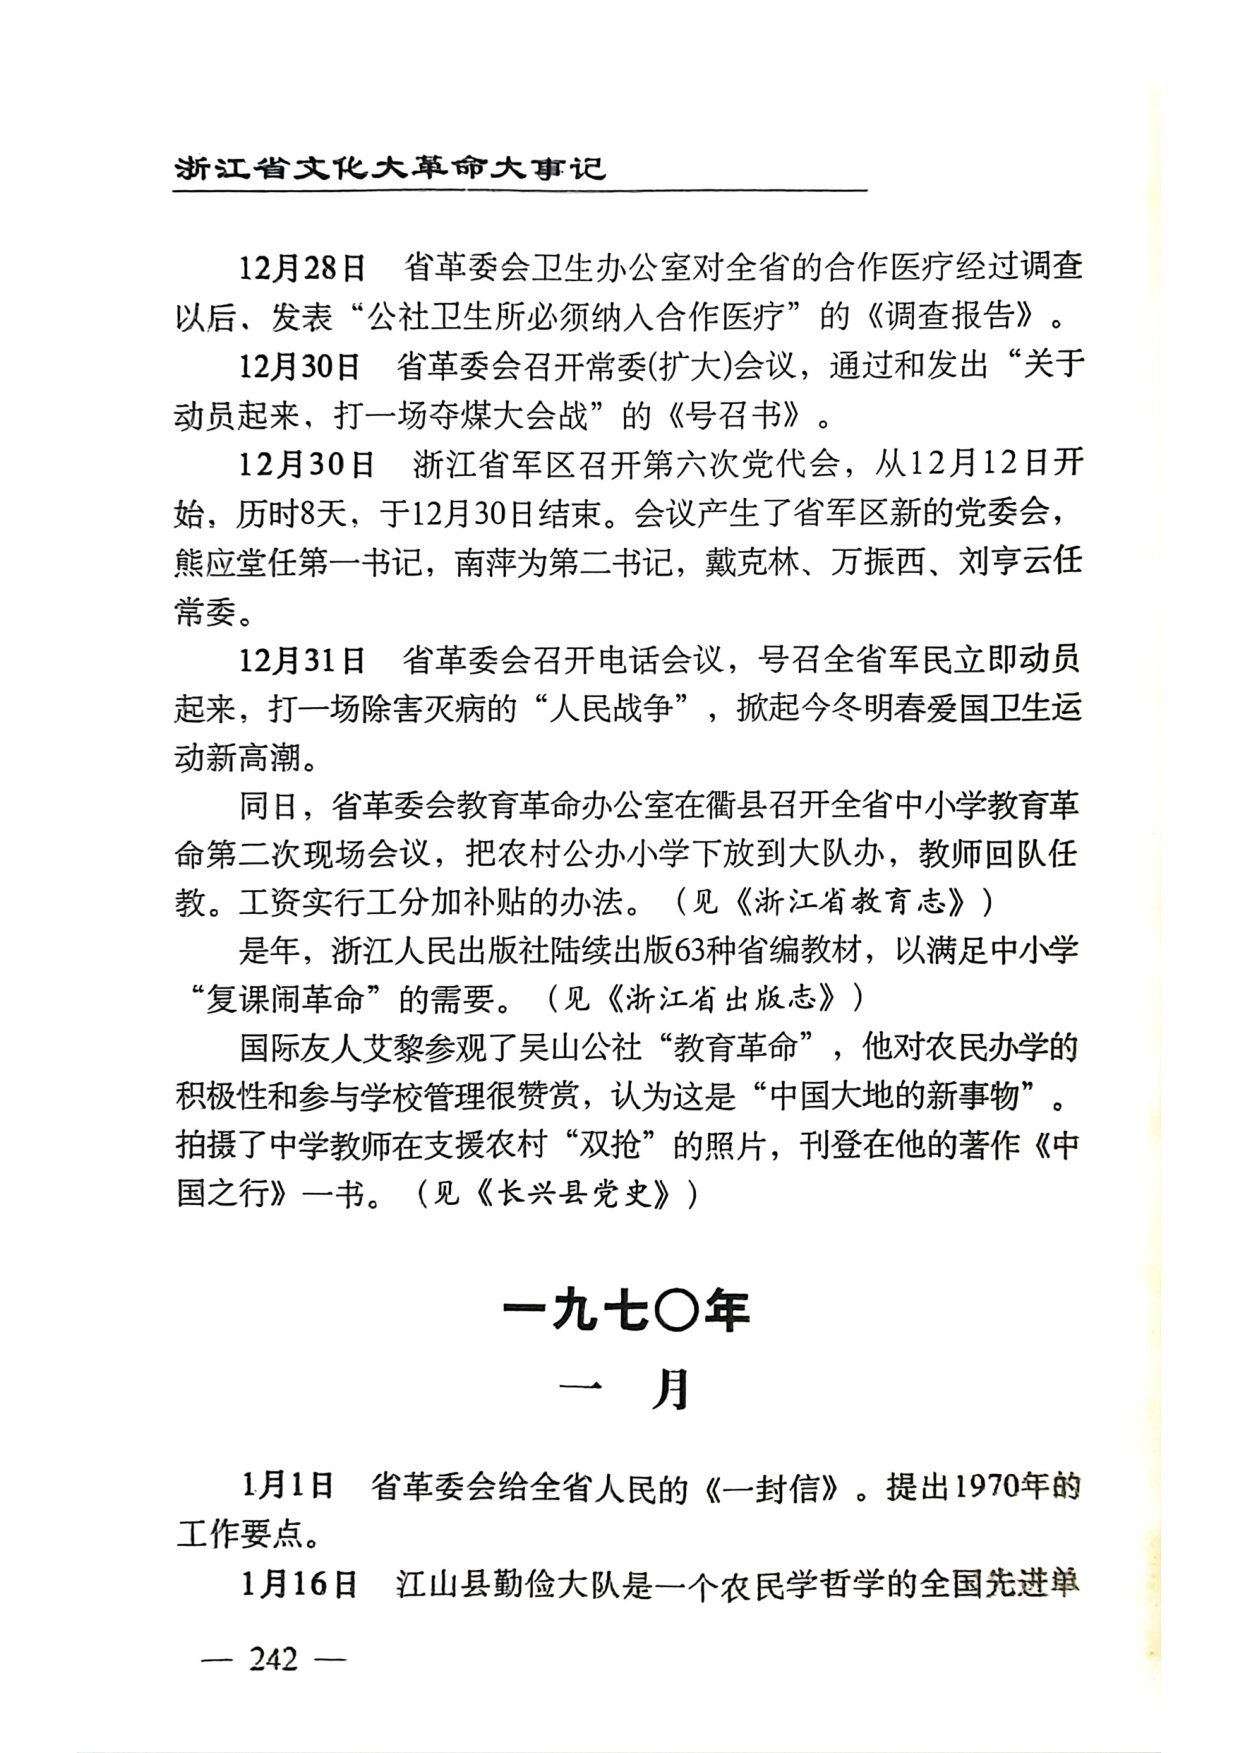 浙江省文化大革命大事记
12月28日　省革委会卫生办公室对全省的合作医疗经过调查
以后，发表“公社卫生所必须纳入合作医疗”的《调查报告》。
12月30日　省革委会召开常委(扩大)会议，通过和发出“关于
动员起来，打一场夺煤大会战”的《号召书》。
12月30日　浙江省军区召开第六次党代会，从12月12日开
始，历时8天，于12月30日结束。会议产生了省军区新的党委会，
熊应堂任第一书记，南萍为第二书记，戴克林、万振西、刘亨云任
常委。
12月31日　省革委会召开电话会议，号召全省军民立即动员
起来，打一场除害灭病的“人民战争”，掀起今冬明春爱国卫生运
动新高潮。
同日，省革委会教育革命办公室在衢县召开全省中小学教育革
命第二次现场会议，把农村公办小学下放到大队办，教师回队任
教。工资实行工分加补贴的办法。（见《浙江省教育志》）
是年，浙江人民出版社陆续出版63种省编教材，以满足中小学
“复课闹革命”的需要。（见《浙江省出版志》）
国际友人艾黎参观了吴山公社“教育革命”，他对农民办学的
积极性和参与学校管理很赞赏，认为这是“中国大地的新事物”。
拍摄了中学教师在支援农村“双抢”的照片，刊登在他的著作《中
国之行》一书。（见《长兴县党史》）
一九七〇年
一　月
1月1日　省革委会给全省人民的《一封信》。提出1970年的
工作要点。
1月16日　江山县勤俭大队是一个农民学哲学的全国先进单
— 242 —